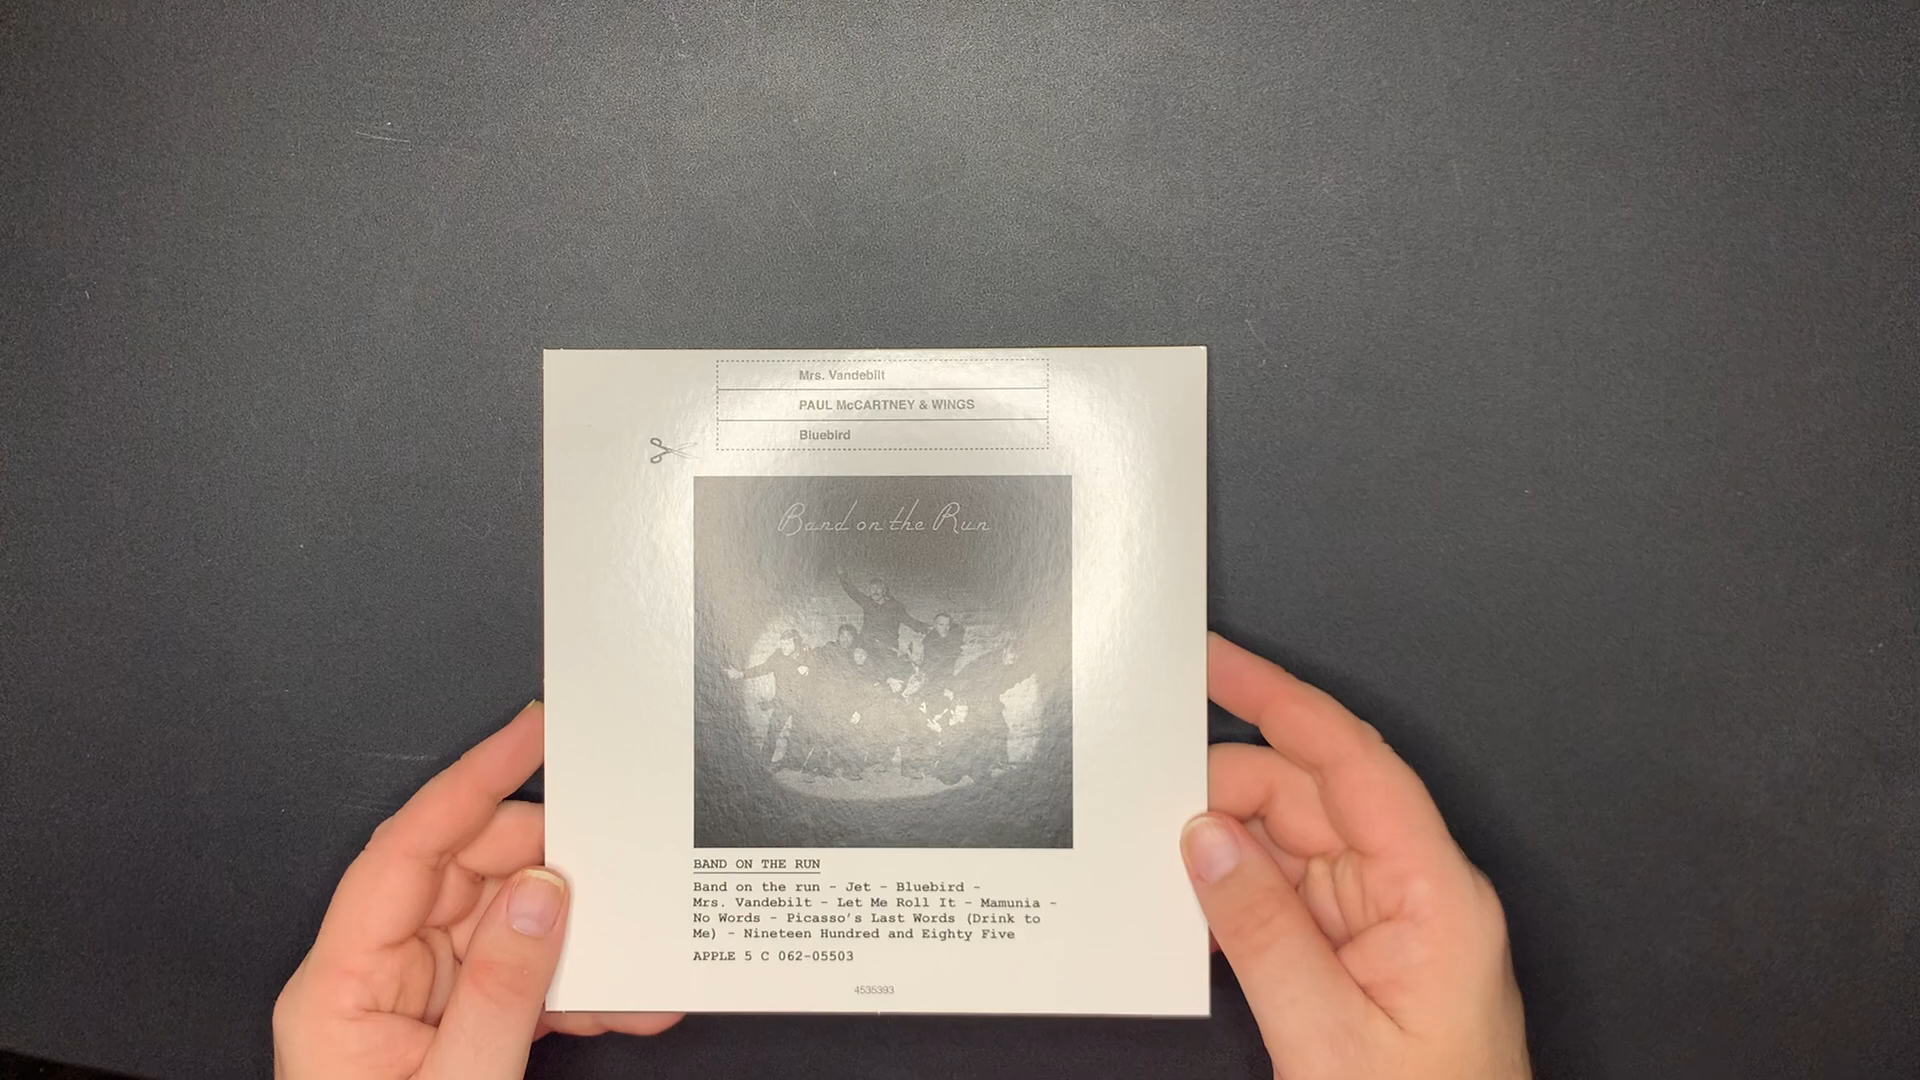 Mrs. Vandebilt
PAUL McCARTNEY & WINGS
Bluebird
Band on the Run
BAND ON THE RUN
Band on the run - Jet - Bluebird -
Mrs. Vandebilt - Let Me Roll It - Mamunia -
No Words - Picasso's Last Words (Drink to
Me) - Nineteen Hundred and Eighty Five
APPLE 5 C 062-05503
4535393